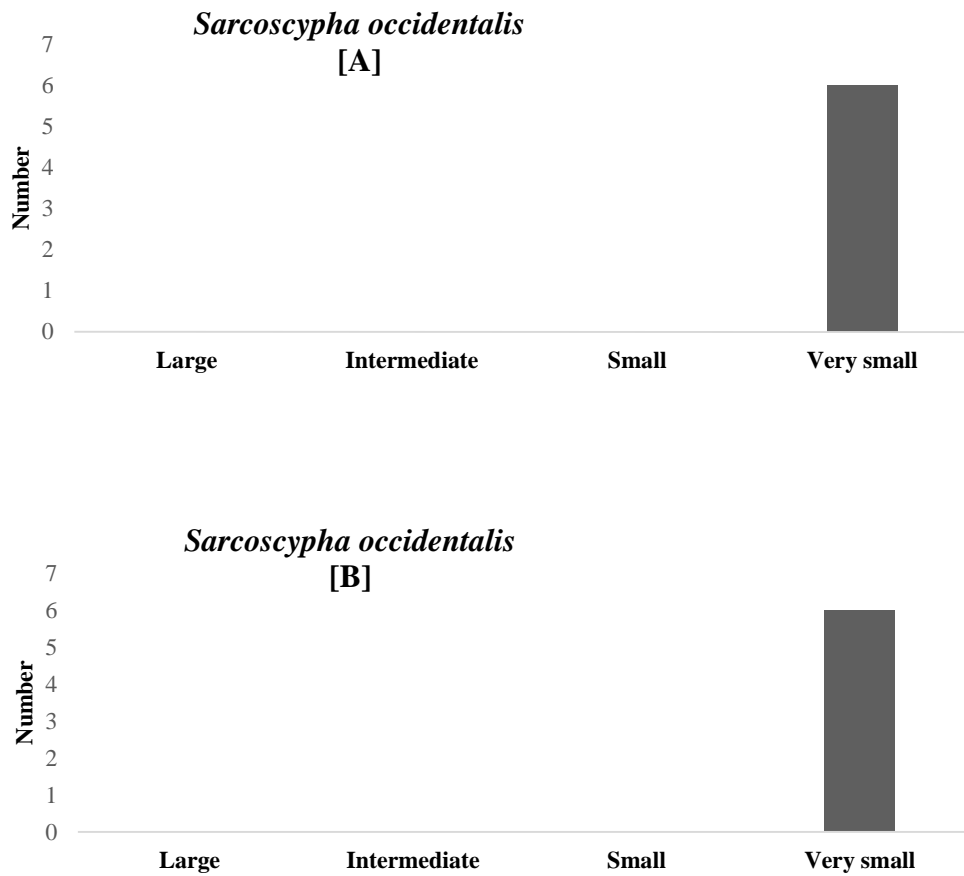 Sarcoscypha occidentalis
[A]
Number
7
6
5
4
3
2
1
0
Large Intermediate Small Very small
Sarcoscypha occidentalis
[B]
Number
7
6
5
4
3
2
1
0
Large Intermediate Small Very small